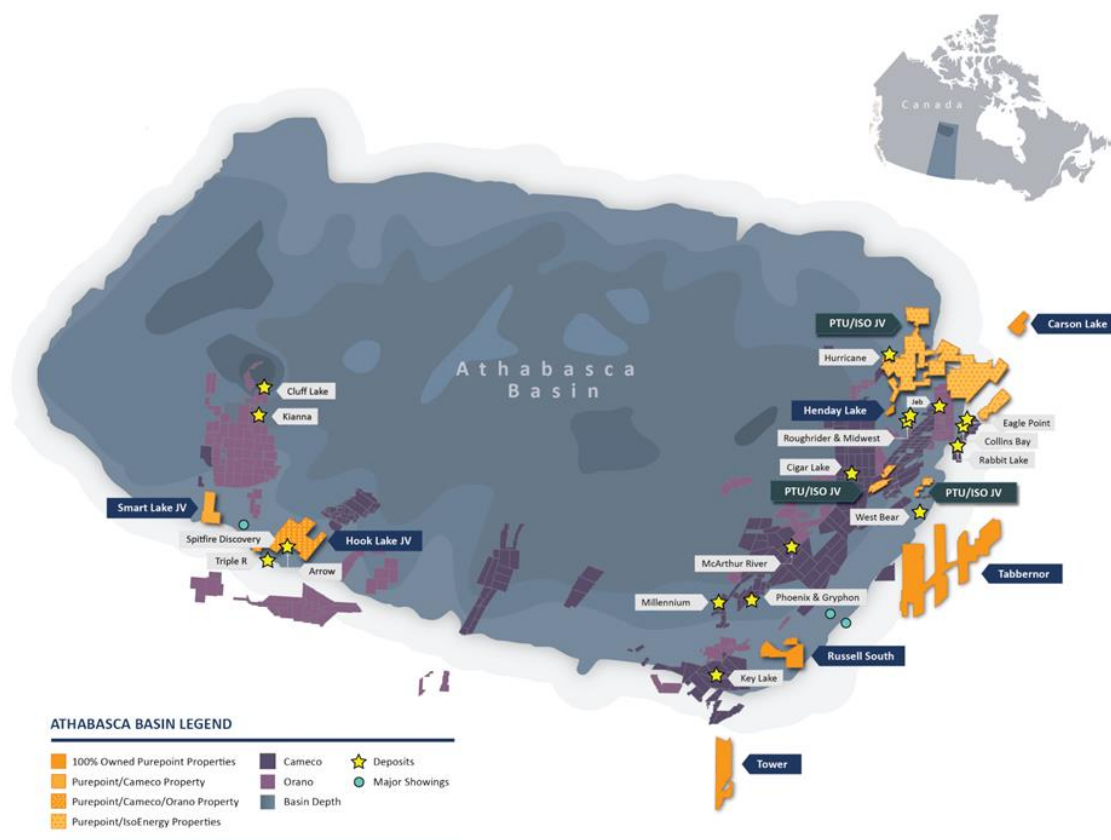 Canada
Athabasca
Basin
PTU/ISO JV
Carson Lake
Hurricane
Cluff Lake
Kianna
Jeb
Henday Lake
Eagle Point
Roughrider & Midwest
Collins Bay
Rabbit Lake
Cigar Lake
PTU/ISO JV
PTU/ISO JV
Smart Lake JV
West Bear
Spitfire Discovery
Hook Lake JV
Triple R
Arrow
McArthur River
Tabbernor
Millennium
Phoenix & Gryphon
Russell South
Key Lake
Tower
ATHABASCA BASIN LEGEND
100% Owned Purepoint Properties
Purepoint/Cameco Property
Purepoint/Cameco/Orano Property
Purepoint/IsoEnergy Properties
Cameco
Orano
Basin Depth
Deposits
Major Showings